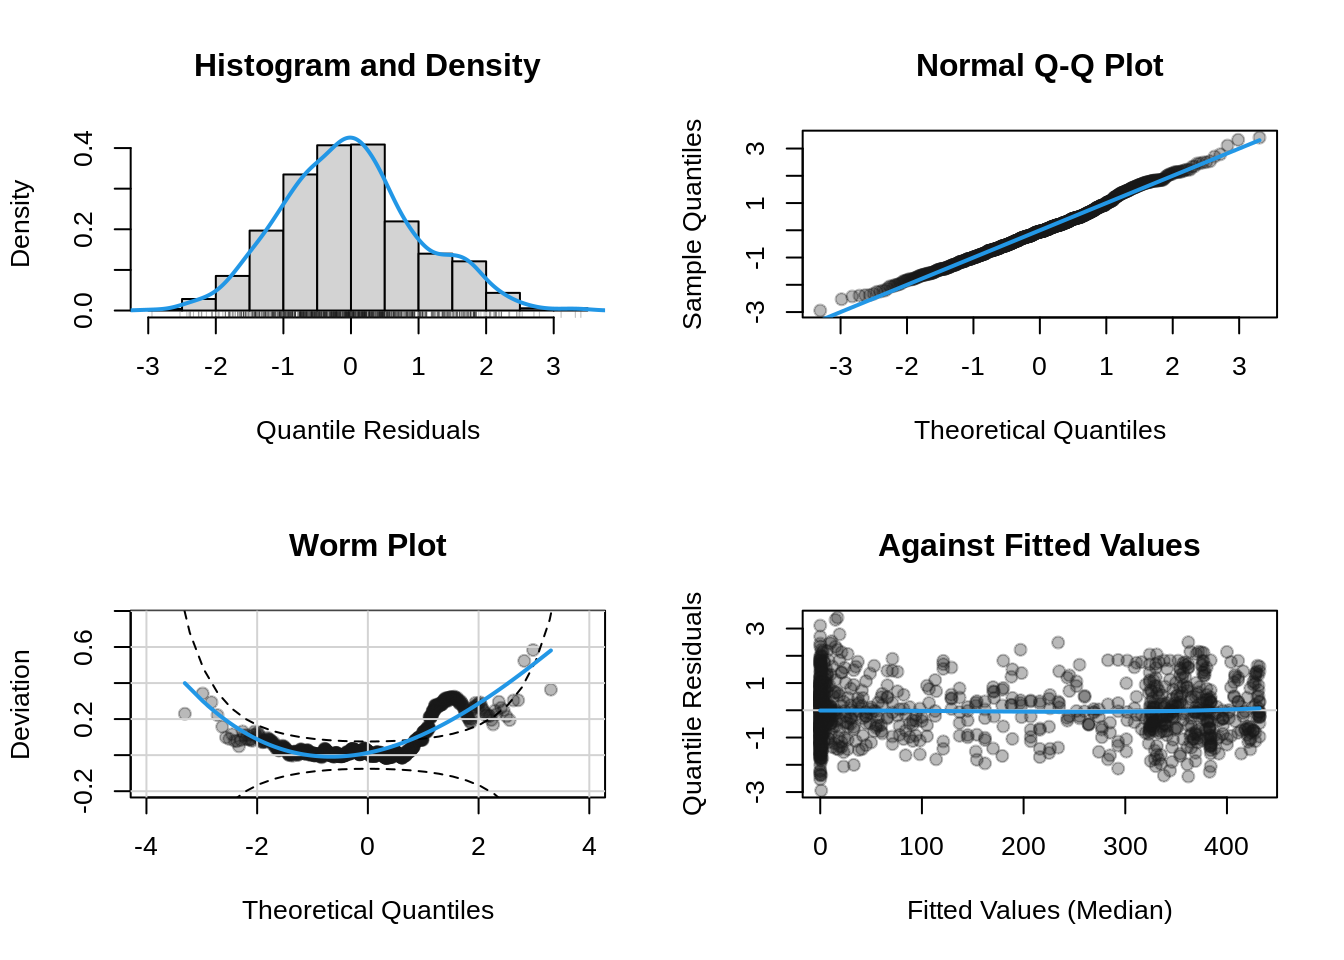 Histogram and Density
Density
0.0 0.2 0.4
-3 -2 -1 0 1 2 3
Quantile Residuals
Normal Q-Q Plot
Sample Quantiles
-3 -1 1 3
-3 -2 -1 0 1 2 3
Theoretical Quantiles
Worm Plot
Deviation
-0.2 0.2 0.6
-4 -2 0 2 4
Theoretical Quantiles
Against Fitted Values
Quantile Residuals
-3 -1 1 3
0 100 200 300 400
Fitted Values (Median)